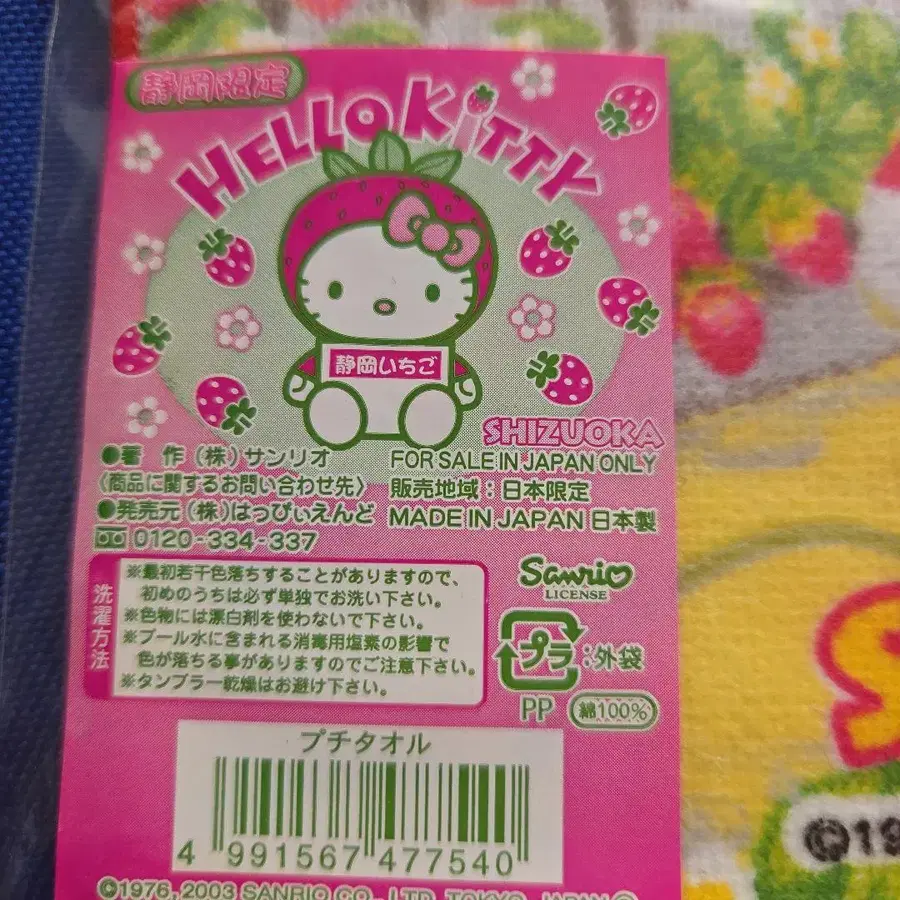 静岡限定
HELLO KITTY
静岡いちご
SHIZUOKA
●著 作 (株) サンリオ
〈商品に関するお問い合わせ先〉
●発売元 (株) はっぴぃえんど
0120-334-337
FOR SALE IN JAPAN ONLY
販売地域:日本限定
MADE IN JAPAN 日本製
洗濯方法
※最初若干色落ちすることがありますので、
初めのうちは必ず単独でお洗い下さい。
※色物には漂白剤を使わないで下さい。
※プール水に含まれる消毒用塩素の影響で
色が落ちる事がありますのでご注意下さい。
※タンブラー乾燥はお避け下さい。
Sanrio
LICENSE
プラ:外袋
PP 綿100%
プチタオル
4 991567 477540
©1976, 2003 SANRIO CO., LTD. TOKYO, JAPAN
©19